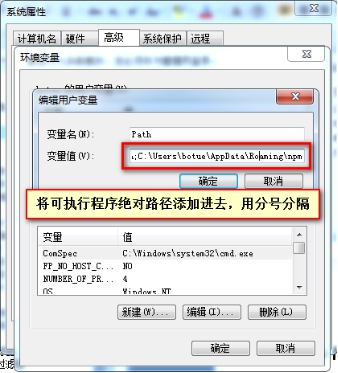 系统属性
计算机名 硬件 高级 系统保护 远程
环境变量
编辑用户变量
变量名(N): Path
变量值(V): ;C:\Users\botue\AppData\Roaming\npm
确定 取消
将可执行程序绝对路径添加进去，用分号分隔
变量 值
ComSpec C:\Windows\system32\cmd.exe
FP_NO_HOST_C... NO
NUMBER_OF_PR... 4
OS Windows_NT
新建(W)... 编辑(I)... 删除(L)
确定 取消